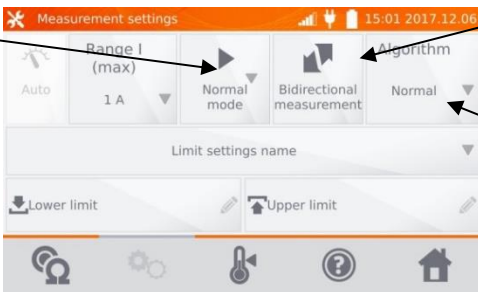 Measurement settings
15:01 2017.12.06
Auto
Range I
(max)
1 A
Normal
mode
Bidirectional
measurement
Algorithm
Normal
Limit settings name
Lower limit
Upper limit